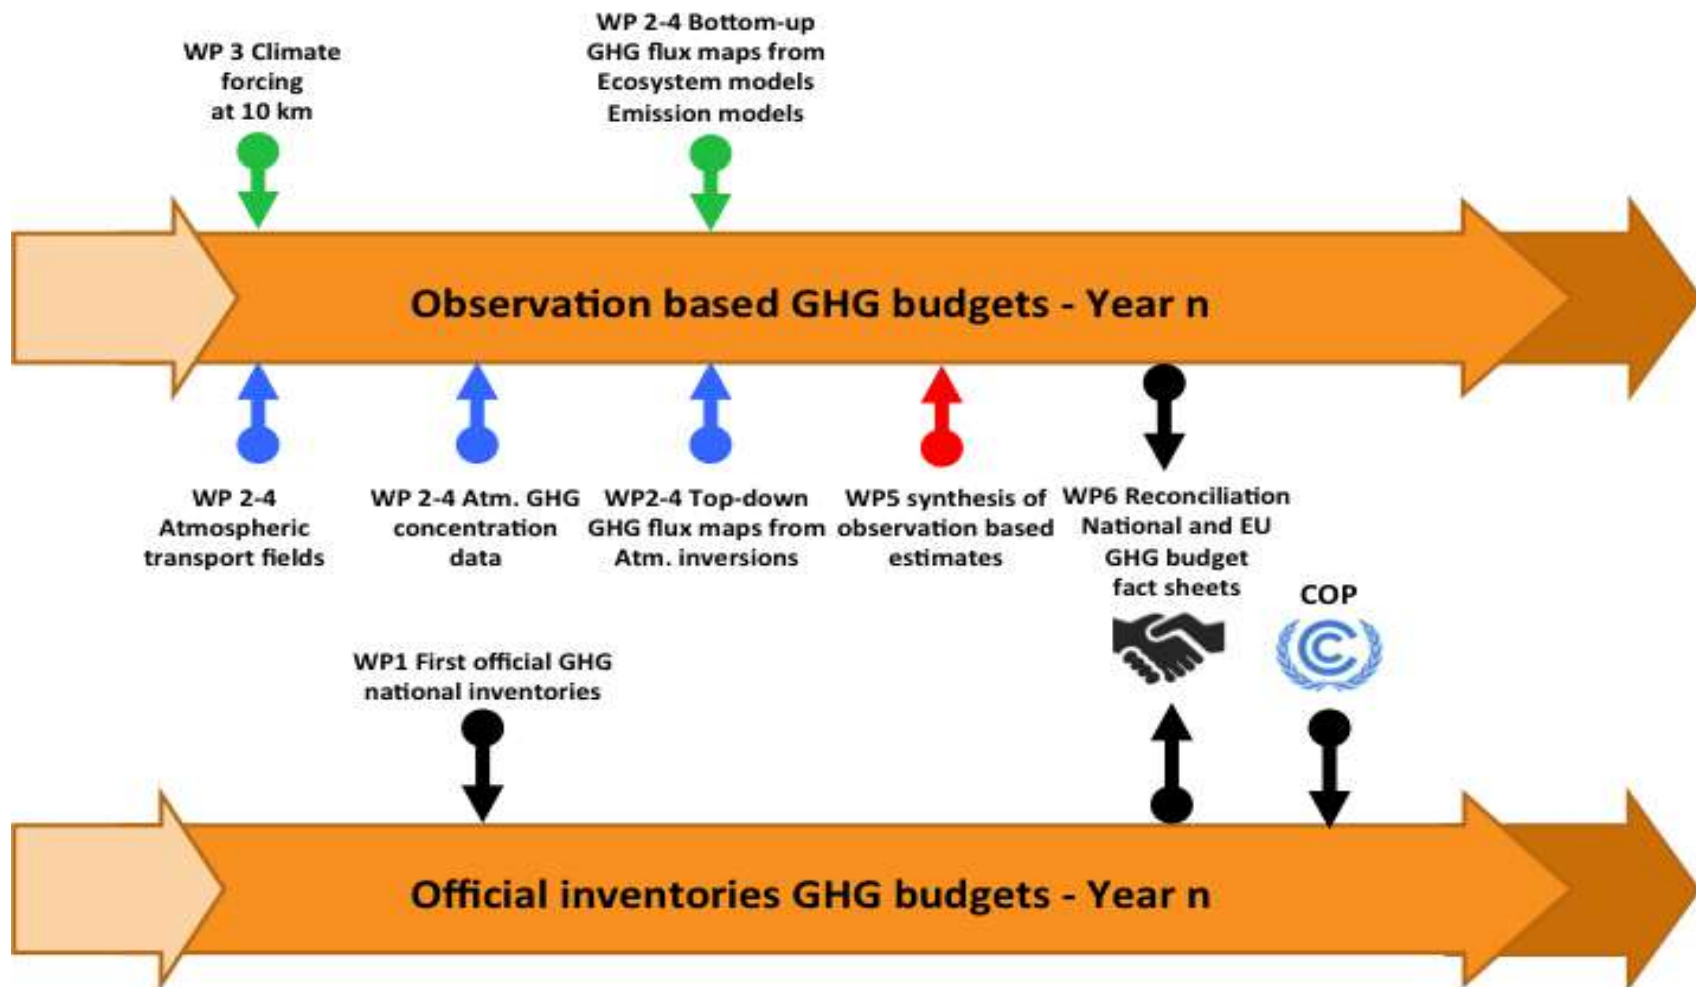 WP 3 Climate
forcing
at 10 km
WP 2-4 Bottom-up
GHG flux maps from
Ecosystem models
Emission models
Observation based GHG budgets - Year n
WP 2-4
Atmospheric
transport fields
WP 2-4 Atm. GHG
concentration
data
WP2-4 Top-down
GHG flux maps from
Atm. inversions
WP5 synthesis of
observation based
estimates
WP6 Reconciliation
National and EU
GHG budget
fact sheets
COP
WP1 First official GHG
national inventories
Official inventories GHG budgets - Year n